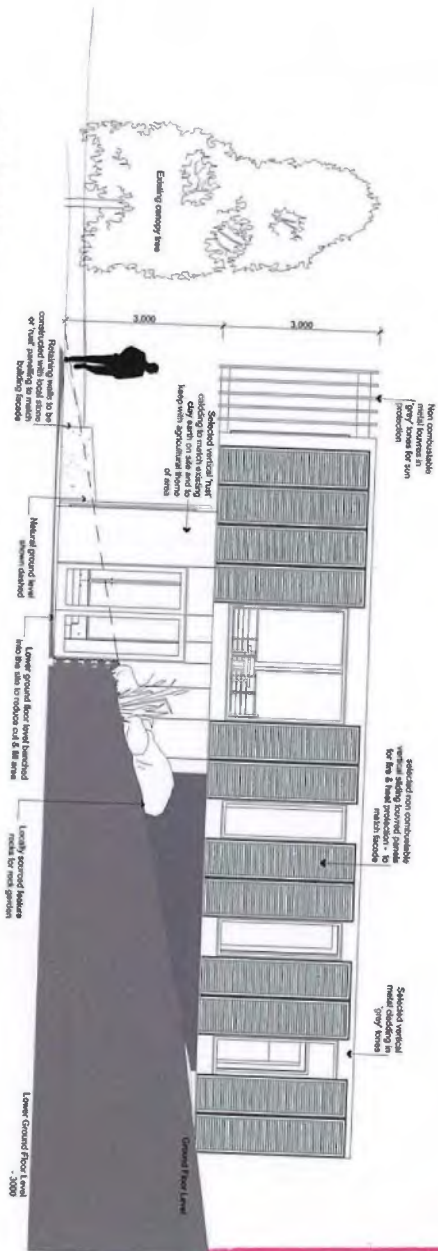 Existing canopy tree
3,000
3,000
Non combustable
metal louvres in
'grey' tones for sun
protection
selected non combustable
vertical sliding louvred panels
for fire & heat protection - to
match facade
Selected vertical
metal cladding in
'grey' tones
Selected vertical 'rust'
cladding to match existing
clay earth on site and to
keep with agricultural theme
of area
Retaining walls to be
constructed with local stone
or 'rust' panelling to match
building facade
Natural ground level
shown dashed
Lower ground floor level benched
into the site to reduce cut & fill area
Locally sourced feature
rocks for rock garden
Ground Floor Level
Lower Ground Floor Level
- 3000